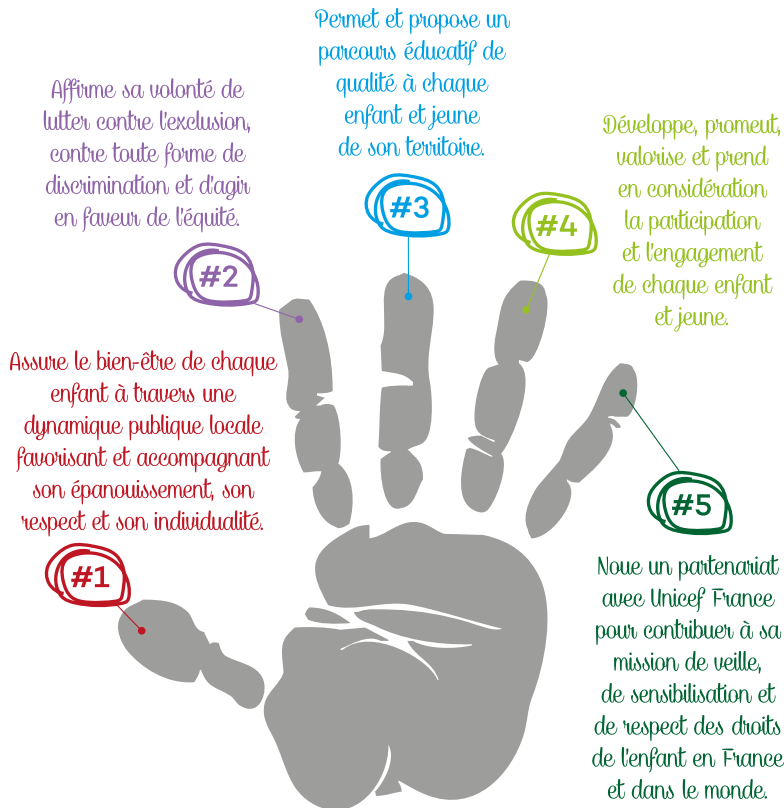 Assure le bien-être de chaque
enfant à travers une
dynamique publique locale
favorisant et accompagnant
son épanouissement, son
respect et son individualité.
#1
Affirme sa volonté de
lutter contre l'exclusion,
contre toute forme de
discrimination et d'agir
en faveur de l'équité.
#2
Permet et propose un
parcours éducatif de
qualité à chaque
enfant et jeune
de son territoire.
#3
Développe, promeut,
valorise et prend
en considération
la participation
et l'engagement
de chaque enfant
et jeune.
#4
#5
Noue un partenariat
avec Unicef France
pour contribuer à sa
mission de veille,
de sensibilisation et
de respect des droits
de l'enfant en France
et dans le monde.